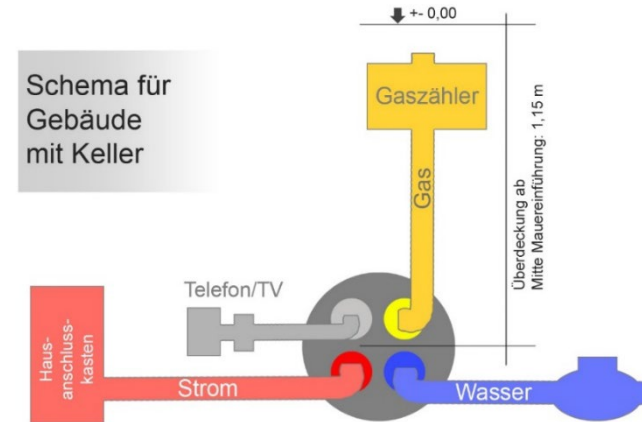 +- 0,00
Schema für
Gebäude
mit Keller
Gaszähler
Gas
Überdeckung ab
Mitte Mauereinführung: 1,15 m
Telefon/TV
Haus-
anschluss-
kasten
Strom
Wasser